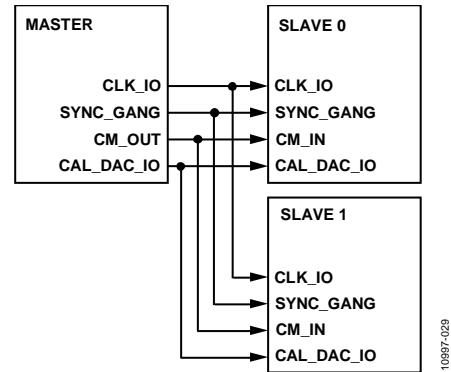 MASTER
CLK_IO
SYNC_GANG
CM_OUT
CAL_DAC_IO
SLAVE 0
CLK_IO
SYNC_GANG
CM_IN
CAL_DAC_IO
SLAVE 1
CLK_IO
SYNC_GANG
CM_IN
CAL_DAC_IO
10997-029